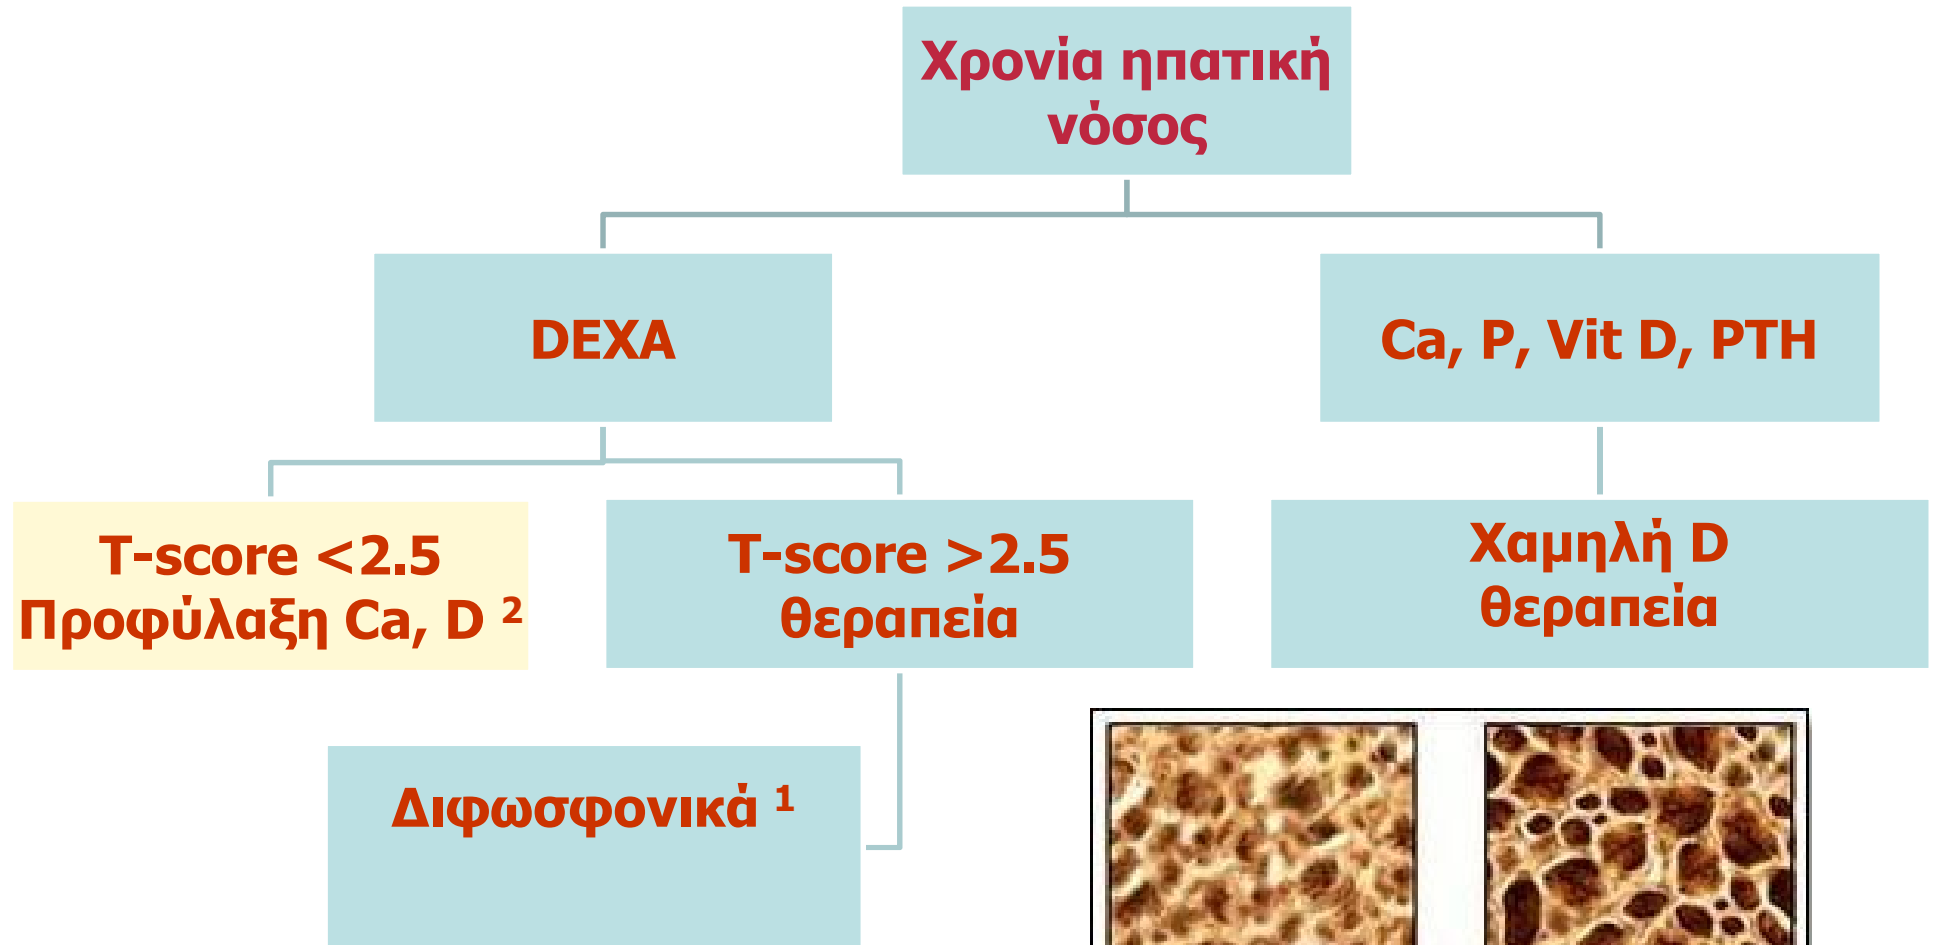 Χρονία ηπατική
νόσος
DEXA
Ca, P, Vit D, PTH
T-score <2.5
Προφύλαξη Ca, D ²
T-score >2.5
θεραπεία
Χαμηλή D
θεραπεία
Διφωσφονικά ¹